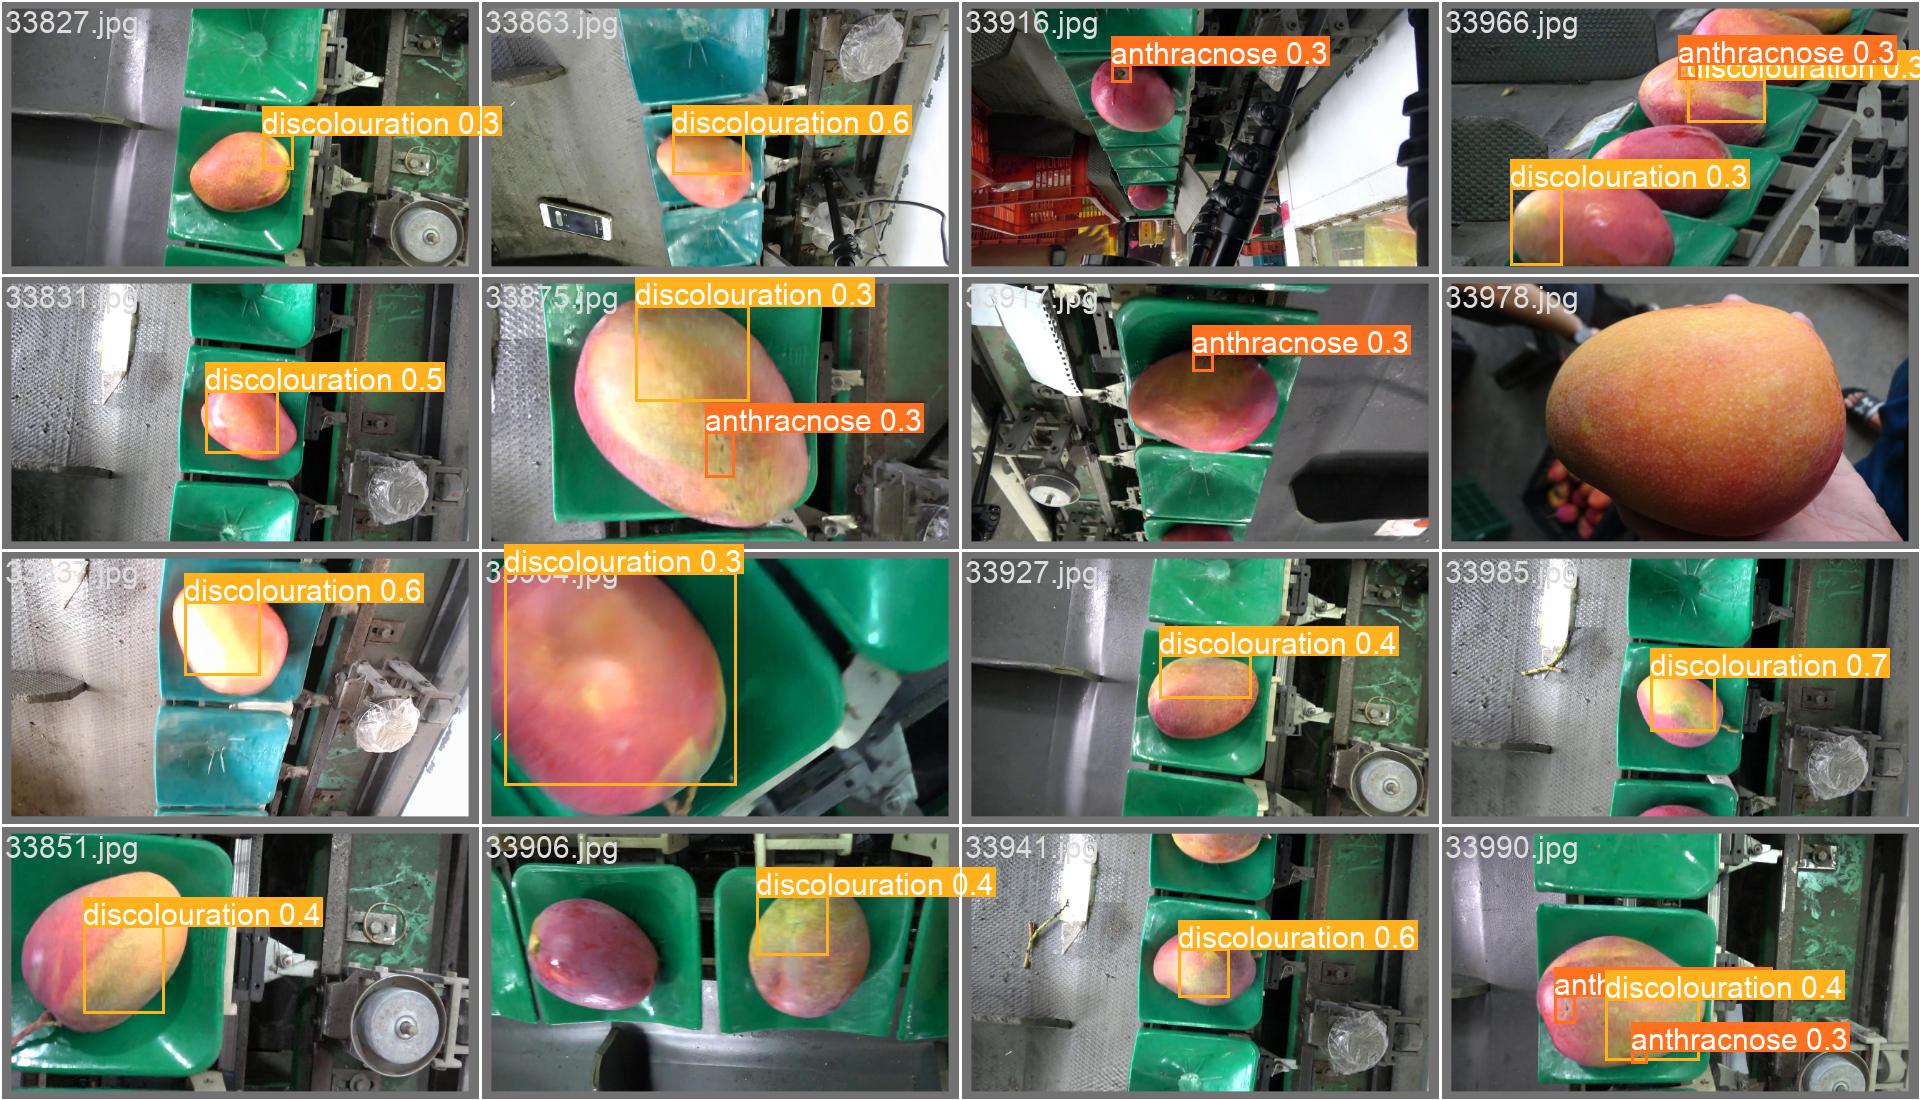 33827.jpg
discolouration 0.3
33863.jpg
discolouration 0.6
33916.jpg
anthracnose 0.3
33966.jpg
anthracnose 0.3
discolouration 0.3
discolouration 0.3
33831.jpg
discolouration 0.5
33875.jpg
discolouration 0.3
anthracnose 0.3
33917.jpg
anthracnose 0.3
33978.jpg
discolouration 0.6
discolouration 0.3
33927.jpg
discolouration 0.4
33985.jpg
discolouration 0.7
33851.jpg
discolouration 0.4
33906.jpg
discolouration 0.4
33941.jpg
discolouration 0.6
33990.jpg
anth
discolouration 0.4
anthracnose 0.3